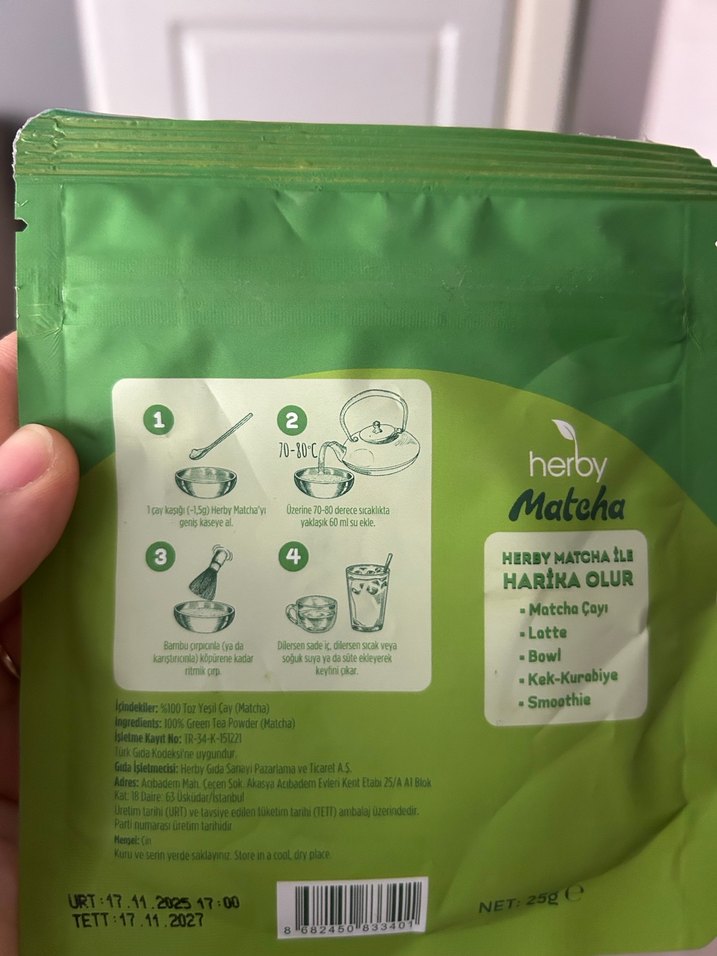 1
1 çay kaşığı (~1,5g) Herby Matcha'yı
geniş kaseye al.
2
70-80°C
Üzerine 70-80 derece sıcaklıkta
yaklaşık 60 ml su ekle.
3
Bambu çırpıcınla (ya da
karıştırıcınla) köpürene kadar
ritmik çırp.
4
Dilersen sade iç, dilersen sıcak veya
soğuk suya ya da süte ekleyerek
keyfini çıkar.
herby
Matcha
HERBY MATCHA İLE
HARİKA OLUR
▪ Matcha Çayı
▪ Latte
▪ Bowl
▪ Kek-Kurabiye
▪ Smoothie
İçindekiler: %100 Toz Yeşil Çay (Matcha)
Ingredients: 100% Green Tea Powder (Matcha)
İşletme Kayıt No: TR-34-K-151221
Türk Gıda Kodeksi'ne uygundur.
Gıda İşletmecisi: Herby Gıda Sanayi Pazarlama ve Ticaret A.Ş.
Adres: Acıbadem Mah. Çeçen Sok. Akasya Acıbadem Evleri Kent Etabı 25/A A1 Blok
Kat: 18 Daire: 63 Üsküdar/İstanbul
Üretim tarihi (ÜRT) ve tavsiye edilen tüketim tarihi (TETT) ambalaj üzerindedir.
Parti numarası üretim tarihidir.
Menşei: Çin
Kuru ve serin yerde saklayınız. Store in a cool, dry place.
URT:17.11.2025 17:00
TETT:17.11.2027
8 682450 833401
NET: 25g e